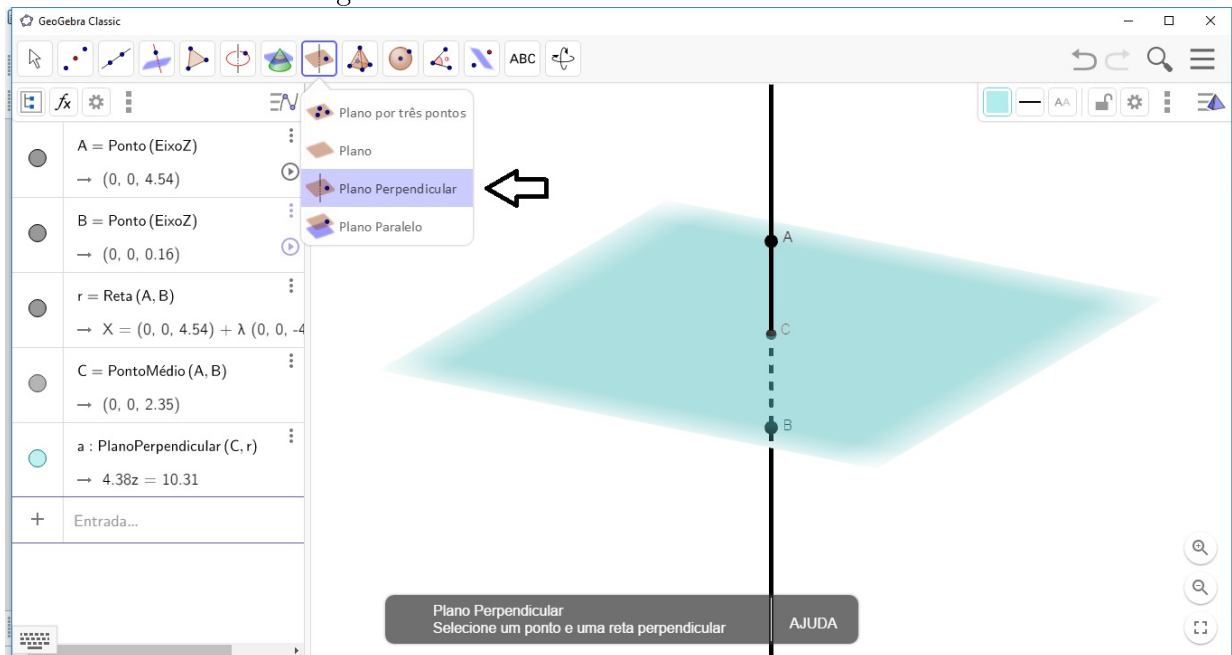 GeoGebra Classic
ABC
fx
AA
Plano por três pontos
Plano
Plano Perpendicular
Plano Paralelo
A = Ponto (EixoZ)
→ (0, 0, 4.54)
B = Ponto (EixoZ)
→ (0, 0, 0.16)
r = Reta (A, B)
→ X = (0, 0, 4.54) + λ (0, 0, -4
C = PontoMédio (A, B)
→ (0, 0, 2.35)
a : PlanoPerpendicular (C, r)
→ 4.38z = 10.31
Entrada...
A
C
B
Plano Perpendicular
Selecione um ponto e uma reta perpendicular
AJUDA